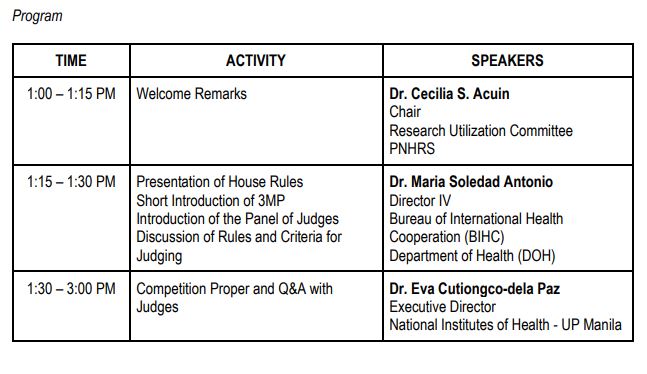 Program
TIME ACTIVITY SPEAKERS
1:00 – 1:15 PM Welcome Remarks Dr. Cecilia S. Acuin
Chair
Research Utilization Committee
PNHRS
1:15 – 1:30 PM Presentation of House Rules Dr. Maria Soledad Antonio
Short Introduction of 3MP Director IV
Introduction of the Panel of Judges Bureau of International Health
Discussion of Rules and Criteria for Cooperation (BIHC)
Judging Department of Health (DOH)
1:30 – 3:00 PM Competition Proper and Q&A with Dr. Eva Cutiongco-dela Paz
Judges Executive Director
National Institutes of Health - UP Manila